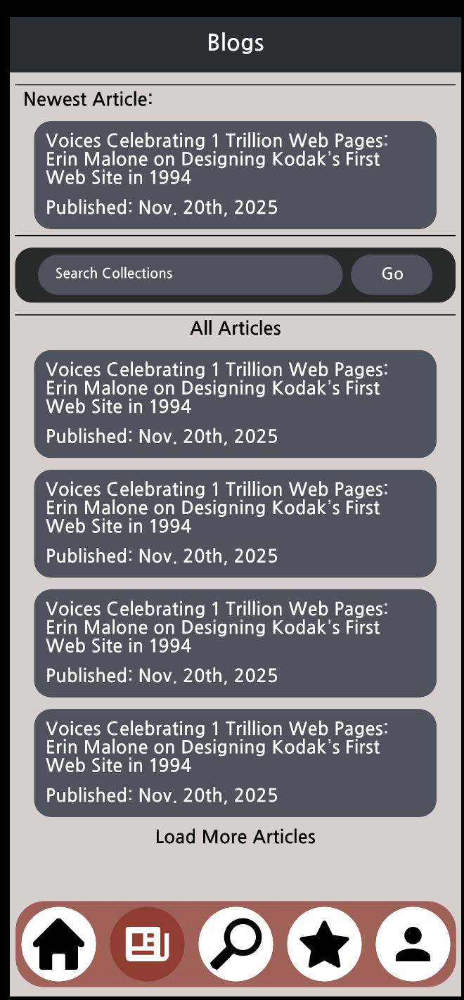 Blogs
Newest Article:
Voices Celebrating 1 Trillion Web Pages:
Erin Malone on Designing Kodak's First
Web Site in 1994
Published: Nov. 20th, 2025
Search Collections
Go
All Articles
Voices Celebrating 1 Trillion Web Pages:
Erin Malone on Designing Kodak's First
Web Site in 1994
Published: Nov. 20th, 2025
Voices Celebrating 1 Trillion Web Pages:
Erin Malone on Designing Kodak's First
Web Site in 1994
Published: Nov. 20th, 2025
Voices Celebrating 1 Trillion Web Pages:
Erin Malone on Designing Kodak's First
Web Site in 1994
Published: Nov. 20th, 2025
Voices Celebrating 1 Trillion Web Pages:
Erin Malone on Designing Kodak's First
Web Site in 1994
Published: Nov. 20th, 2025
Load More Articles